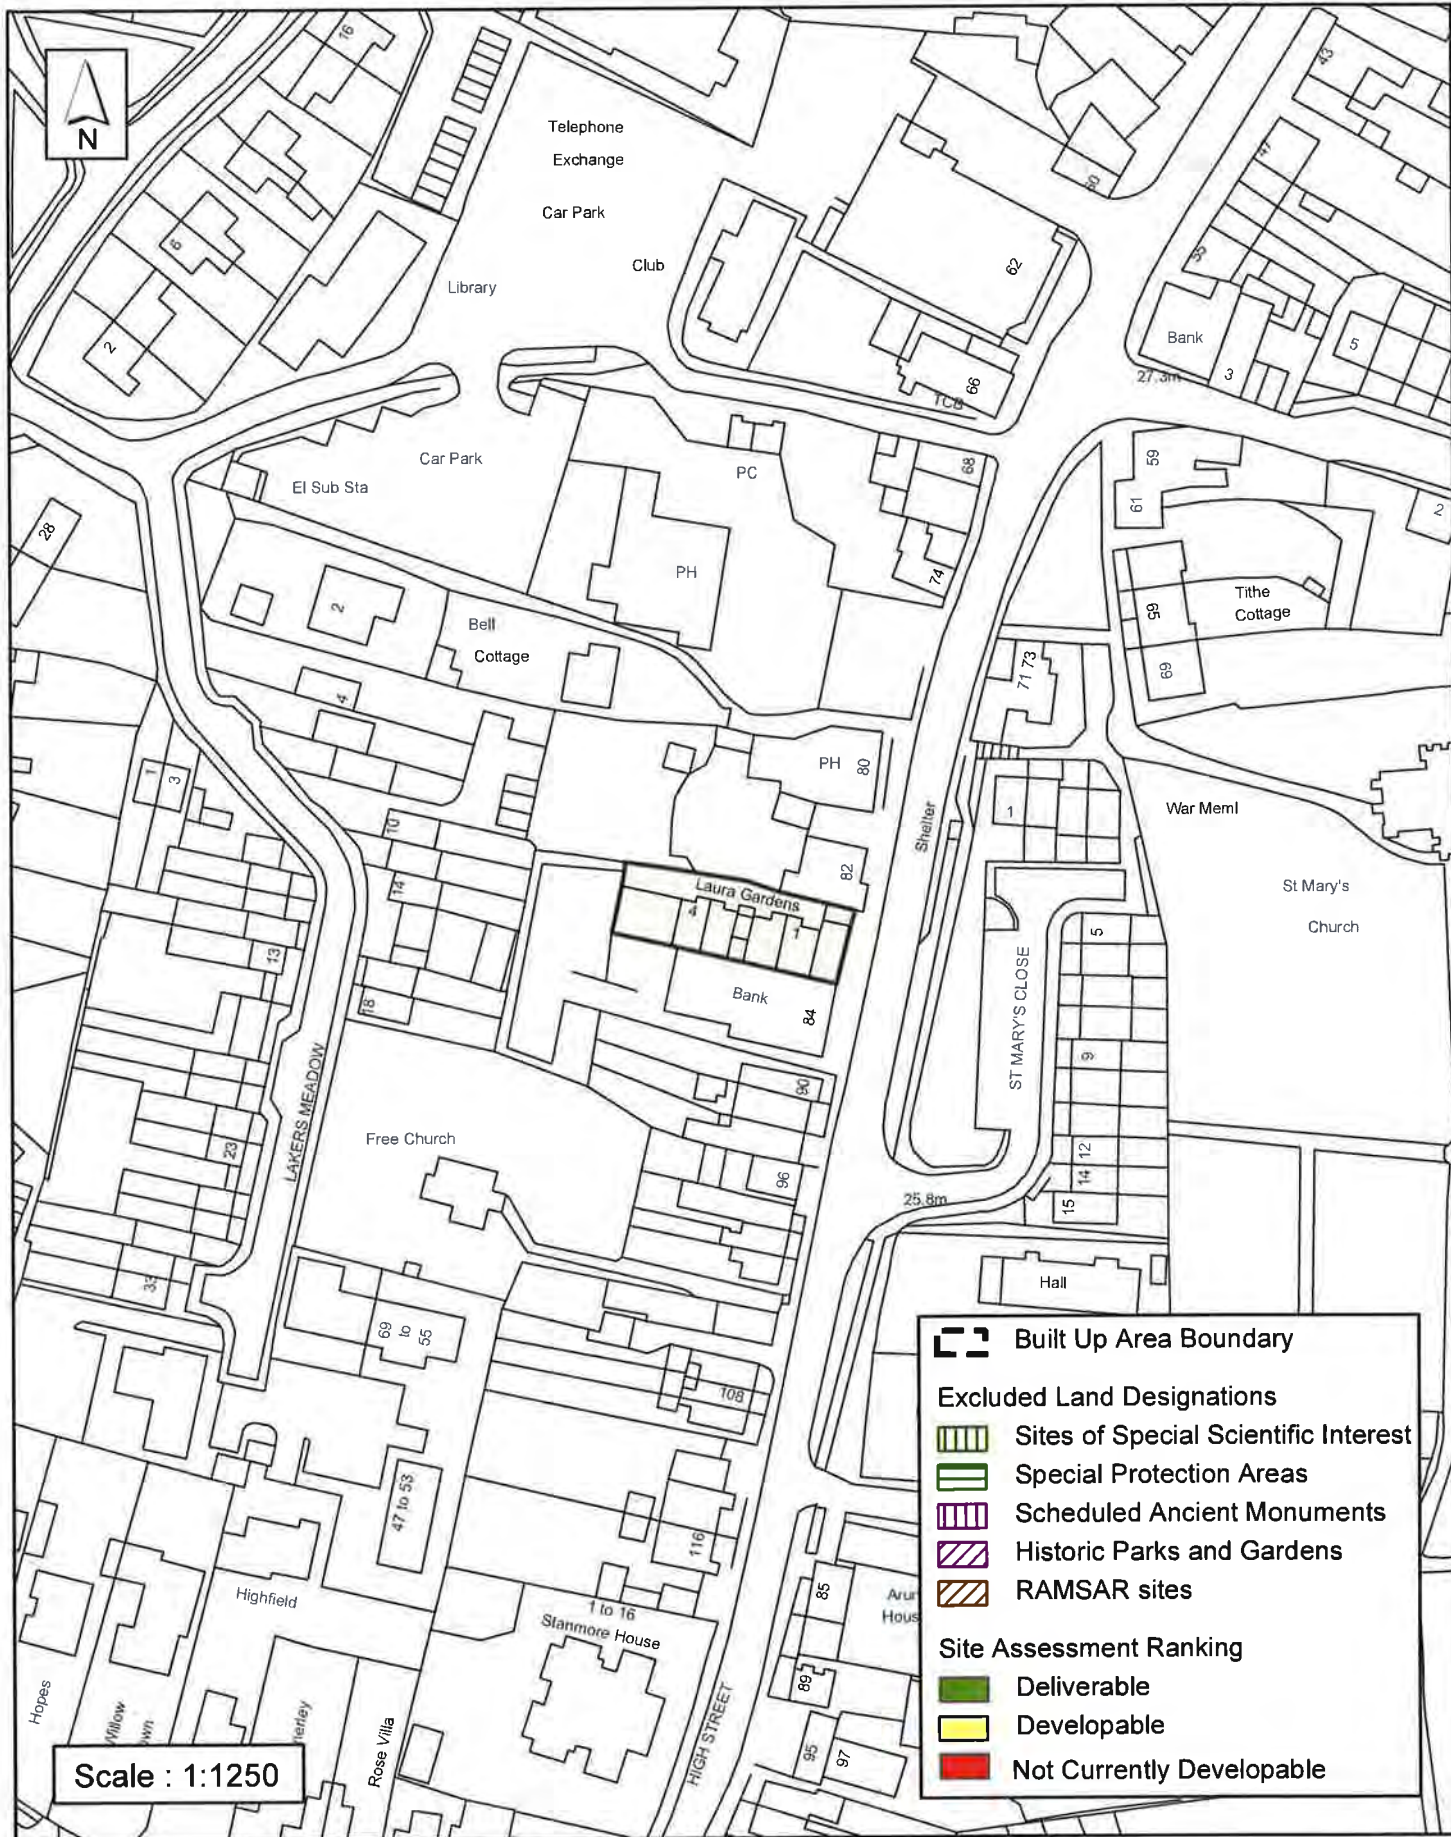 16
43
N
Telephone
Exchange
47
60
Car Park
6
Club
62
35
Library
Bank
5
2
27.3m
3
66
TCB
Car Park
PC
68
59
El Sub Sta
61
2
28
PH
74
2
Tithe
Cottage
65
Bell
Cottage
71 73
69
4
PH
80
1
3
Shelter
1
War Meml
10
82
St Mary's
Church
14
Laura Gardens
4
1
5
13
Bank
84
18
ST MARY'S CLOSE
9
90
LAKERS MEADOW
Free Church
23
96
12
14
25.8m
15
33
Hall
69
to
55
108
47 to 53
116
Highfield
1 to 16
Stanmore House
85
Arun
Hous
89
Hopes
Willow
own
erley
Rose Villa
HIGH STREET
95
97
Scale : 1:1250
Built Up Area Boundary
Excluded Land Designations
Sites of Special Scientific Interest
Special Protection Areas
Scheduled Ancient Monuments
Historic Parks and Gardens
RAMSAR sites
Site Assessment Ranking
Deliverable
Developable
Not Currently Developable